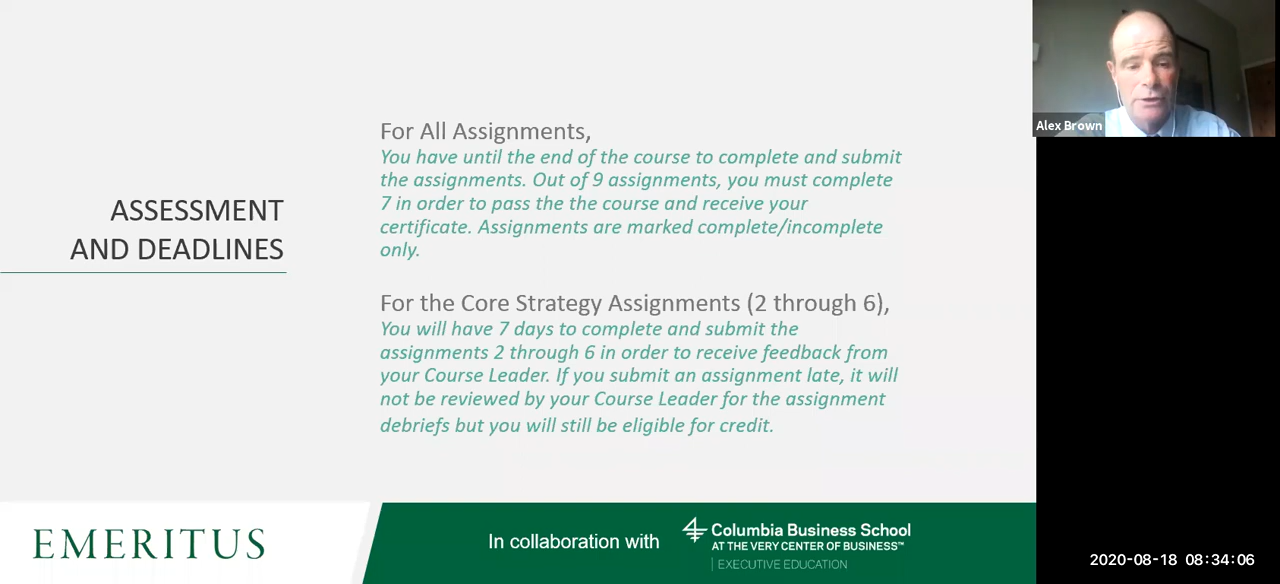 ASSESSMENT
AND DEADLINES
For All Assignments,
You have until the end of the course to complete and submit
the assignments. Out of 9 assignments, you must complete
7 in order to pass the the course and receive your
certificate. Assignments are marked complete/incomplete
only.
For the Core Strategy Assignments (2 through 6),
You will have 7 days to complete and submit the
assignments 2 through 6 in order to receive feedback from
your Course Leader. If you submit an assignment late, it will
not be reviewed by your Course Leader for the assignment
debriefs but you will still be eligible for credit.
Alex Brown
EMERITUS
In collaboration with
Columbia Business School
AT THE VERY CENTER OF BUSINESS™
EXECUTIVE EDUCATION
2020-08-18 08:34:06